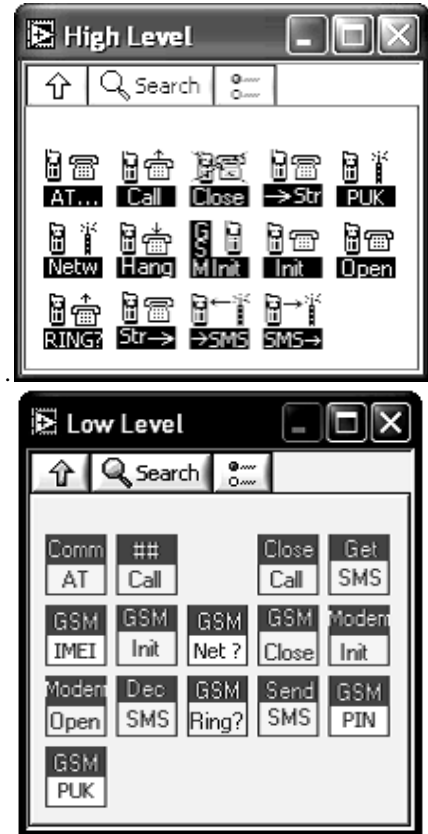 High Level
Search
AT... Call Close →Str PUK
Netw Hang GSM Init Init Open
RING? Str→ →SMS SMS→
Low Level
Search
Comm ## Close Get
AT Call Call SMS
GSM GSM GSM GSM Modem
IMEI Init Net ? Close Init
Modem Dec GSM Send GSM
Open SMS Ring? SMS PIN
GSM
PUK